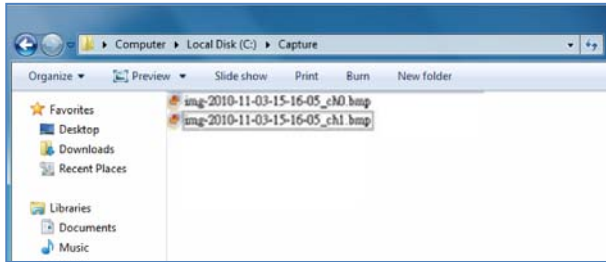 Computer ▸ Local Disk (C:) ▸ Capture
Organize Preview Slide show Print Burn New folder
Favorites
Desktop
Downloads
Recent Places
Libraries
Documents
Music
img-2010-11-03-15-16-05_ch0.bmp
img-2010-11-03-15-16-05_ch1.bmp